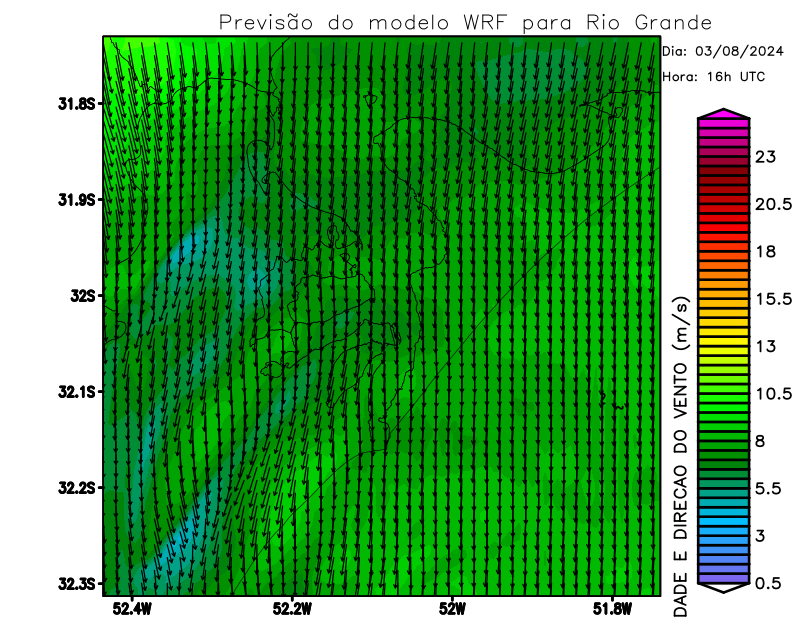 Previsão do modelo WRF para Rio Grande
Dia: 03/08/2024
Hora: 16h UTC
31.8S
31.9S
32S
32.1S
32.2S
32.3S
52.4W
52.2W
52W
51.8W
23
20.5
18
15.5
13
10.5
8
5.5
3
0.5
DADE E DIRECAO DO VENTO (m/s)